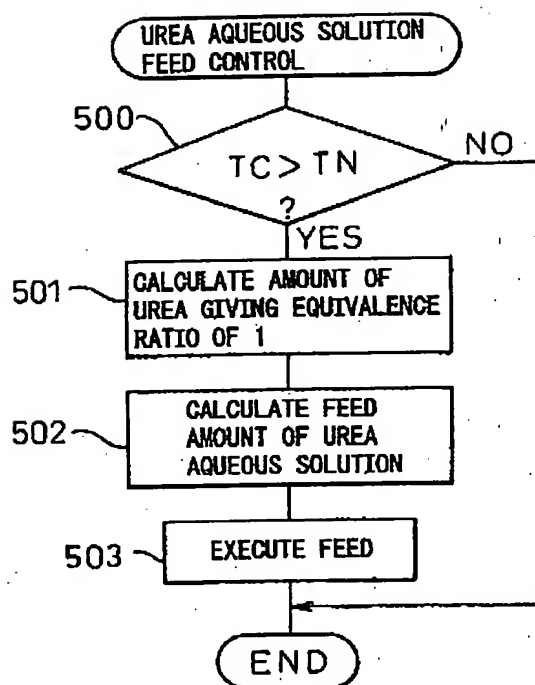 UREA AQUEOUS SOLUTION
FEED CONTROL
500
TC > TN
?
NO
YES
501
CALCULATE AMOUNT OF
UREA GIVING EQUIVALENCE
RATIO OF 1
502
CALCULATE FEED
AMOUNT OF UREA
AQUEOUS SOLUTION
503
EXECUTE FEED
END